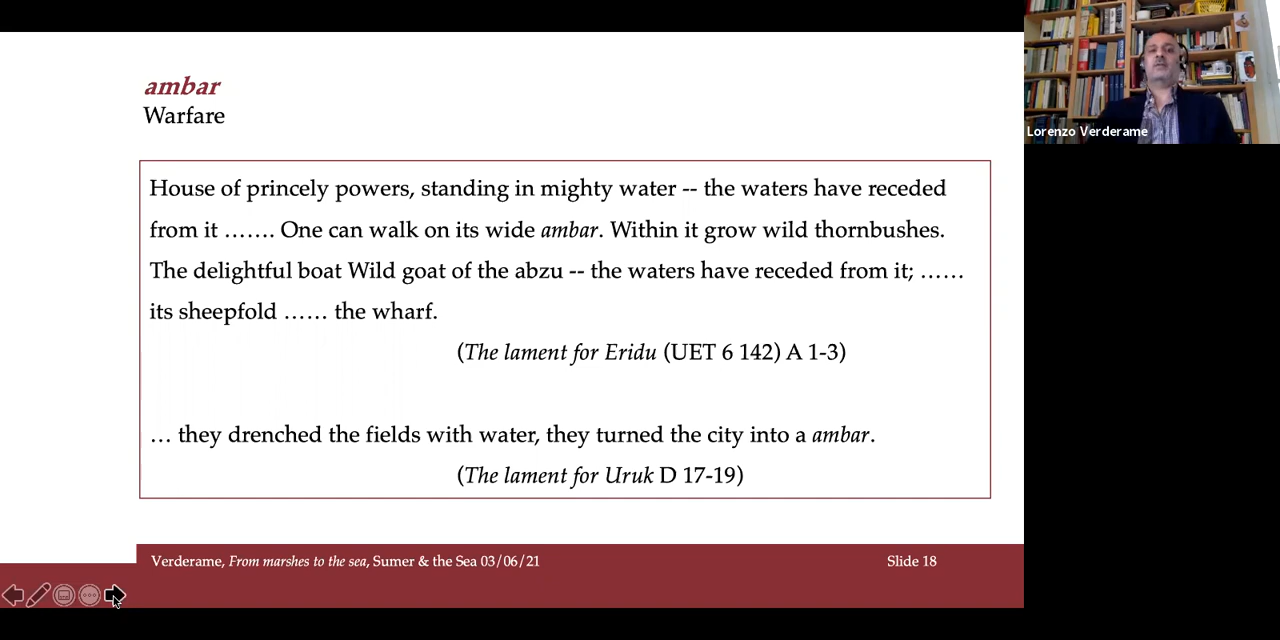 ambar
Warfare
House of princely powers, standing in mighty water -- the waters have receded
from it ……. One can walk on its wide ambar. Within it grow wild thornbushes.
The delightful boat Wild goat of the abzu -- the waters have receded from it; ……
its sheepfold …… the wharf.
(The lament for Eridu (UET 6 142) A 1-3)
… they drenched the fields with water, they turned the city into a ambar.
(The lament for Uruk D 17-19)
Verderame, From marshes to the sea, Sumer & the Sea 03/06/21
Slide 18
Lorenzo Verderame